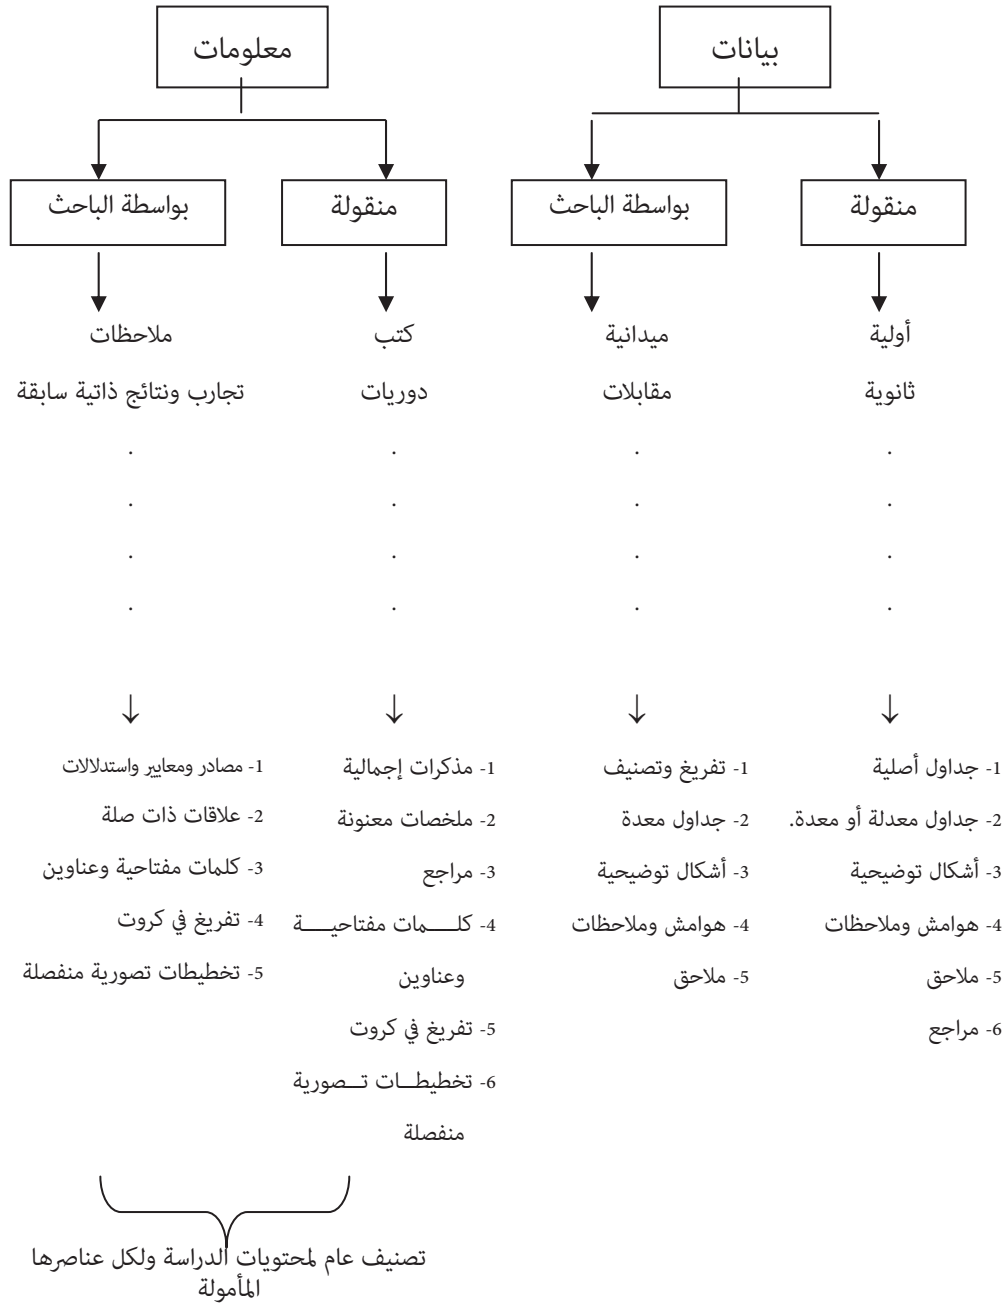 بيانات
معلومات
منقولة
بواسطة الباحث
منقولة
بواسطة الباحث
أولية
ميدانية
كتب
ملاحظات
ثانوية
مقابلات
دوريات
تجارب ونتائج ذاتية سابقة
1- جداول أصلية
2- جداول معدلة أو معدة.
3- أشكال توضيحية
4- هوامش وملاحظات
5- ملاحق
6- مراجع
1- تفريغ وتصنيف
2- جداول معدة
3- أشكال توضيحية
4- هوامش وملاحظات
5- ملاحق
1- مذكرات إجمالية
2- ملخصات معنونة
3- مراجع
4- كلـــمات مفتاحيــــة
وعناوين
5- تفريغ في كروت
6- تخطيطــات تــصورية
منفصلة
1- مصادر ومعايير واستدلالات
2- علاقات ذات صلة
3- كلمات مفتاحية وعناوين
4- تفريغ في كروت
5- تخطيطات تصورية منفصلة
تصنيف عام لمحتويات الدراسة ولكل عناصرها
المأمولة